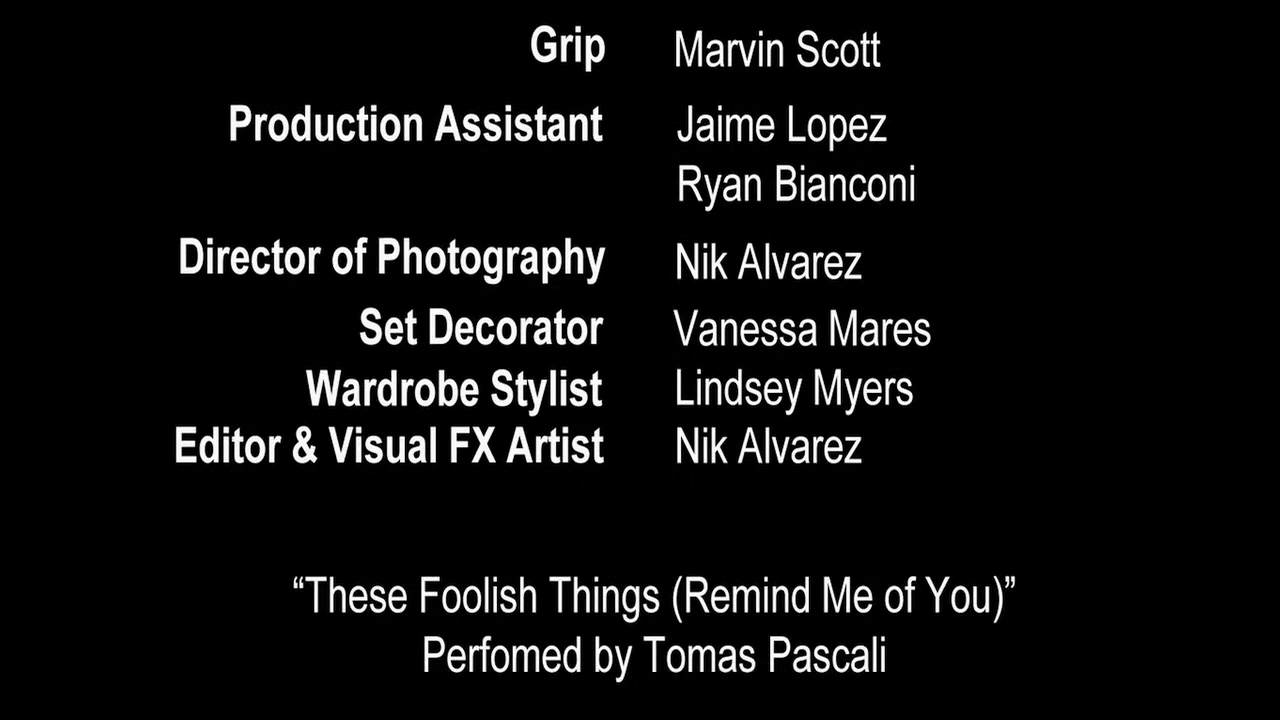 Grip Marvin Scott
Production Assistant Jaime Lopez
Ryan Bianconi
Director of Photography Nik Alvarez
Set Decorator Vanessa Mares
Wardrobe Stylist Lindsey Myers
Editor & Visual FX Artist Nik Alvarez
“These Foolish Things (Remind Me of You)”
Perfomed by Tomas Pascali